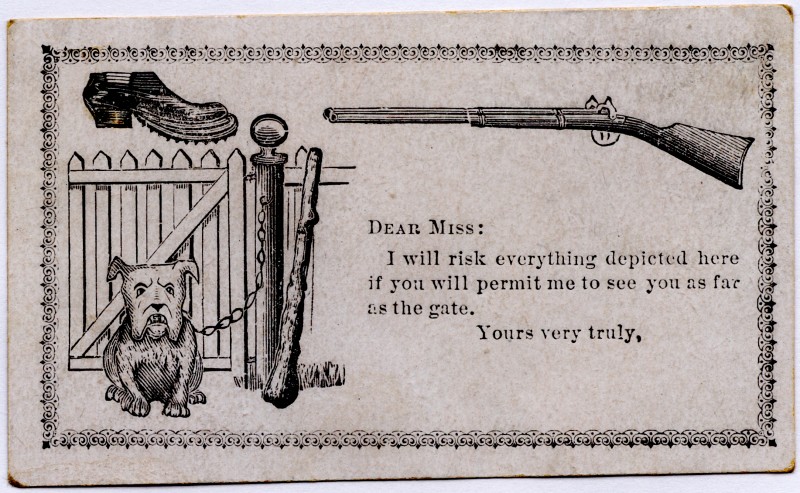 DEAR MISS:
I will risk everything depicted here
if you will permit me to see you as far
as the gate.
Yours very truly,